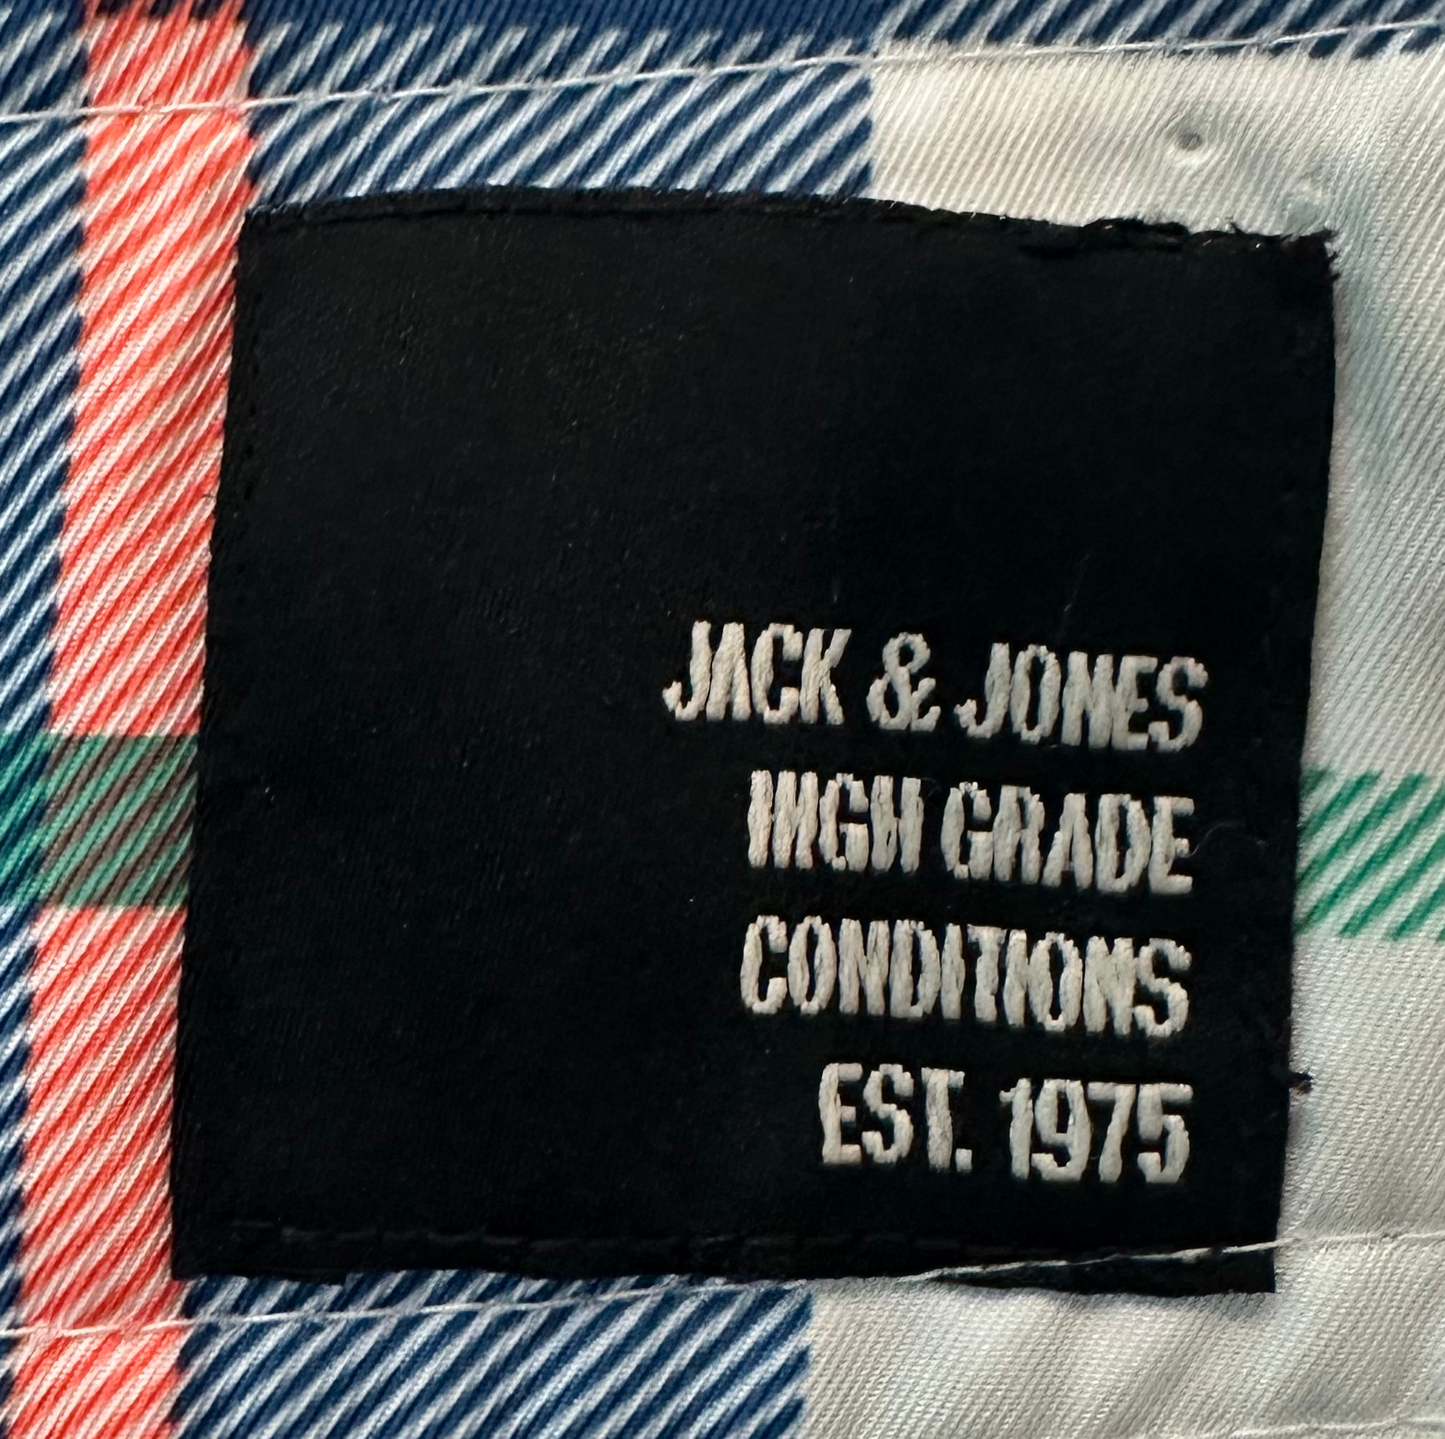 JACK & JONES
HIGH GRADE
CONDITIONS
EST. 1975